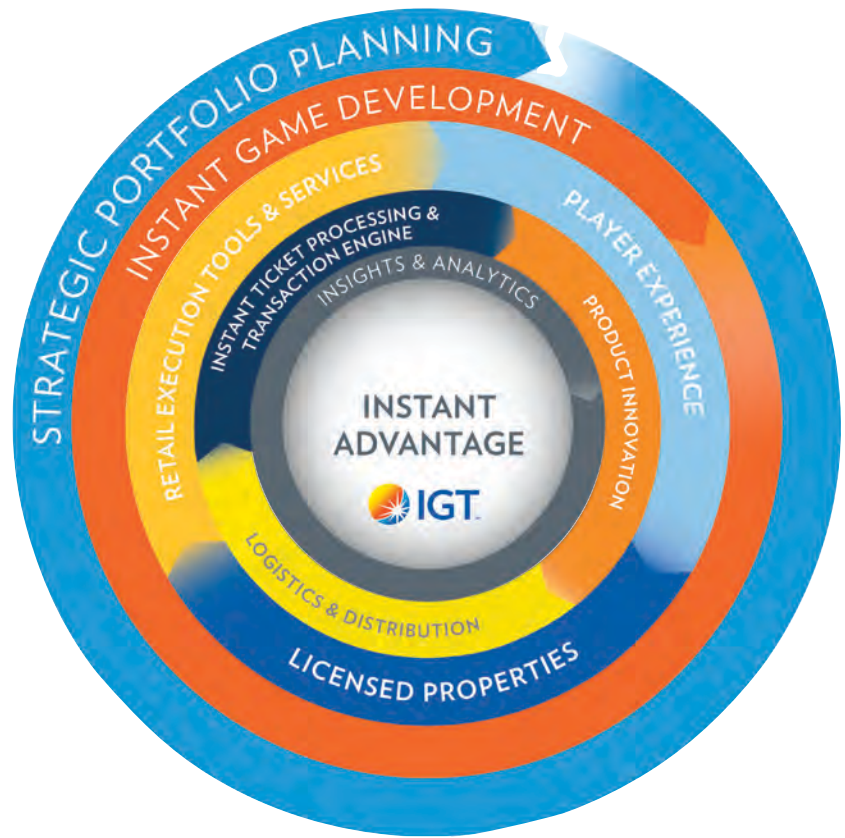 STRATEGIC PORTFOLIO PLANNING
INSTANT GAME DEVELOPMENT
RETAIL EXECUTION TOOLS & SERVICES
PLAYER EXPERIENCE
LICENSED PROPERTIES
INSTANT TICKET PROCESSING &
TRANSACTION ENGINE
PRODUCT INNOVATION
LOGISTICS & DISTRIBUTION
INSIGHTS & ANALYTICS
INSTANT
ADVANTAGE
IGT